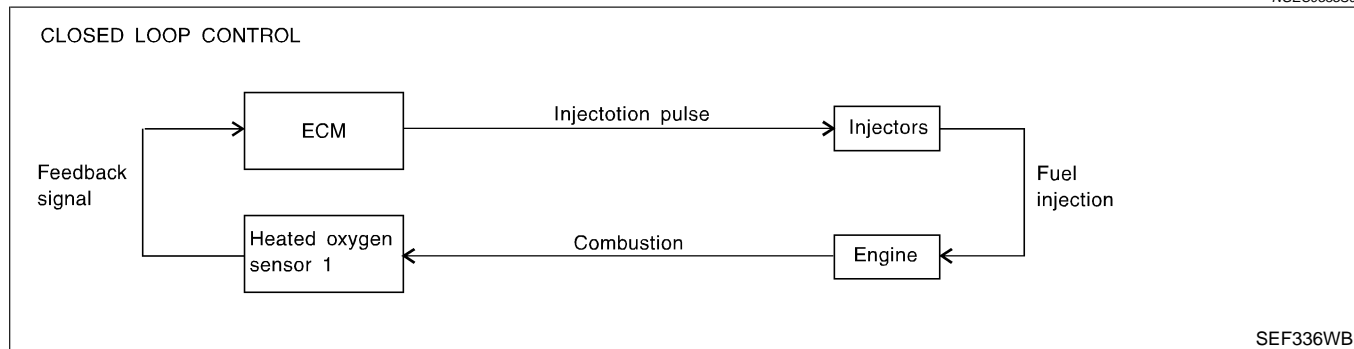 CLOSED LOOP CONTROL
ECM
Injectotion pulse
Injectors
Feedback
signal
Fuel
injection
Heated oxygen
sensor 1
Combustion
Engine
SEF336WB